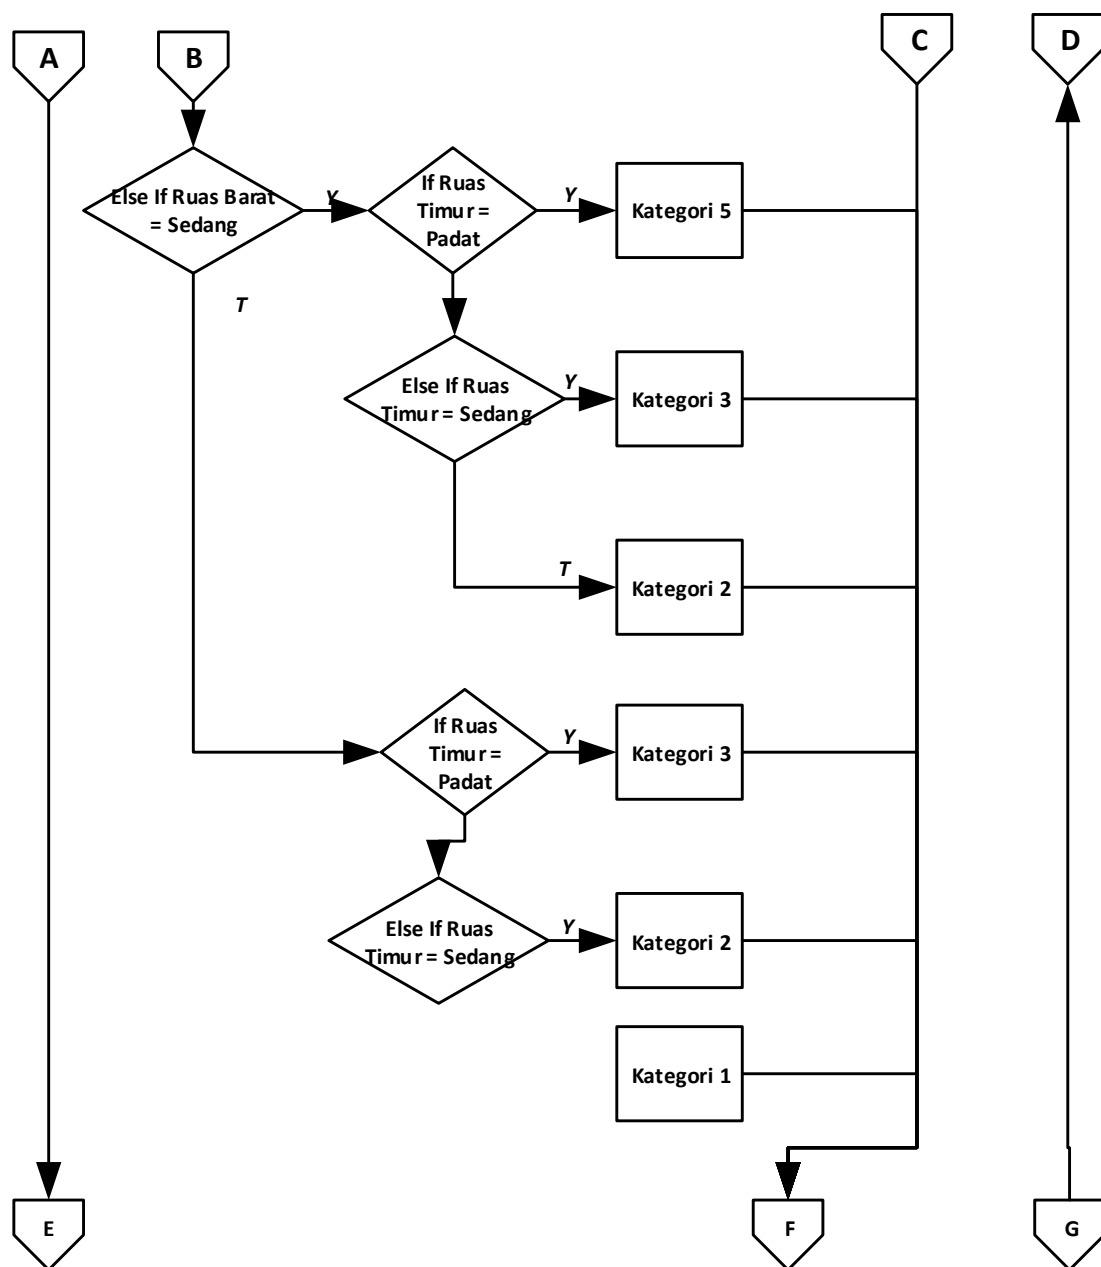 A
B
C
D
Else If Ruas Barat
= Sedang
Y
If Ruas
Timur =
Padat
Y
Kategori 5
T
Else If Ruas
Timur = Sedang
Y
Kategori 3
T
Kategori 2
If Ruas
Timur =
Padat
Y
Kategori 3
Else If Ruas
Timur = Sedang
Y
Kategori 2
Kategori 1
E
F
G